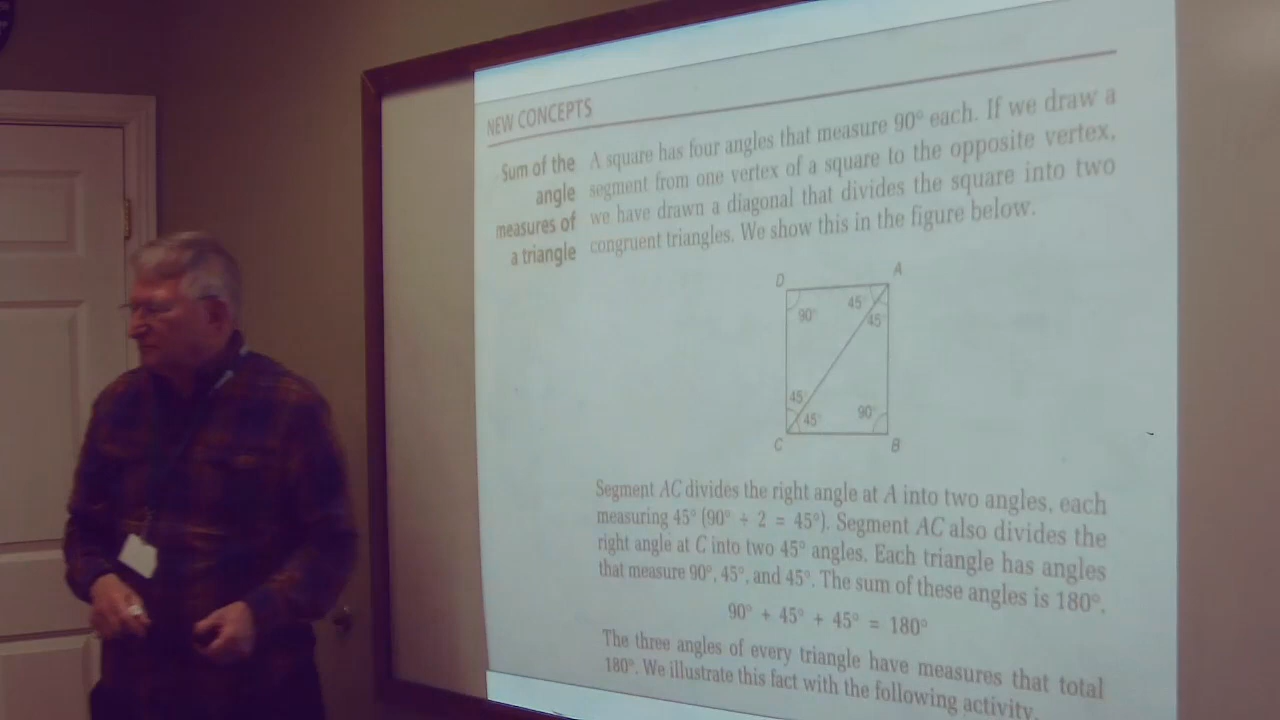 NEW CONCEPTS
Sum of the
angle
measures of
a triangle
A square has four angles that measure 90° each. If we draw a
segment from one vertex of a square to the opposite vertex,
we have drawn a diagonal that divides the square into two
congruent triangles. We show this in the figure below.
D A
90° 45°
45°
45° 90°
45°
C B
Segment AC divides the right angle at A into two angles, each
measuring 45° (90° ÷ 2 = 45°). Segment AC also divides the
right angle at C into two 45° angles. Each triangle has angles
that measure 90°, 45°, and 45°. The sum of these angles is 180°.
90° + 45° + 45° = 180°
The three angles of every triangle have measures that total
180°. We illustrate this fact with the following activity.